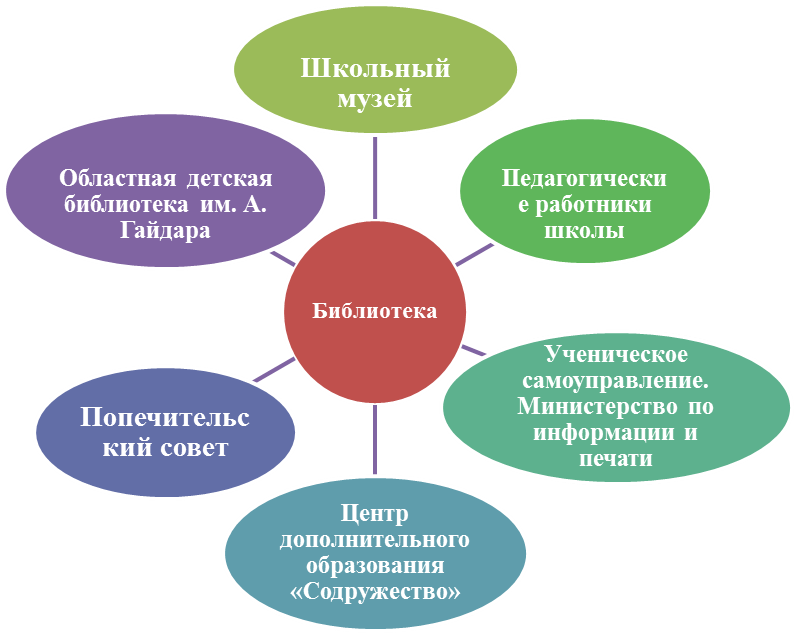 Школьный
музей
Областная детская
библиотека им. А.
Гайдара
Педагогически
е работники
школы
Библиотека
Ученическое
самоуправление.
Министерство по
информации и
печати
Попечительс
кий совет
Центр
дополнительного
образования
«Содружество»